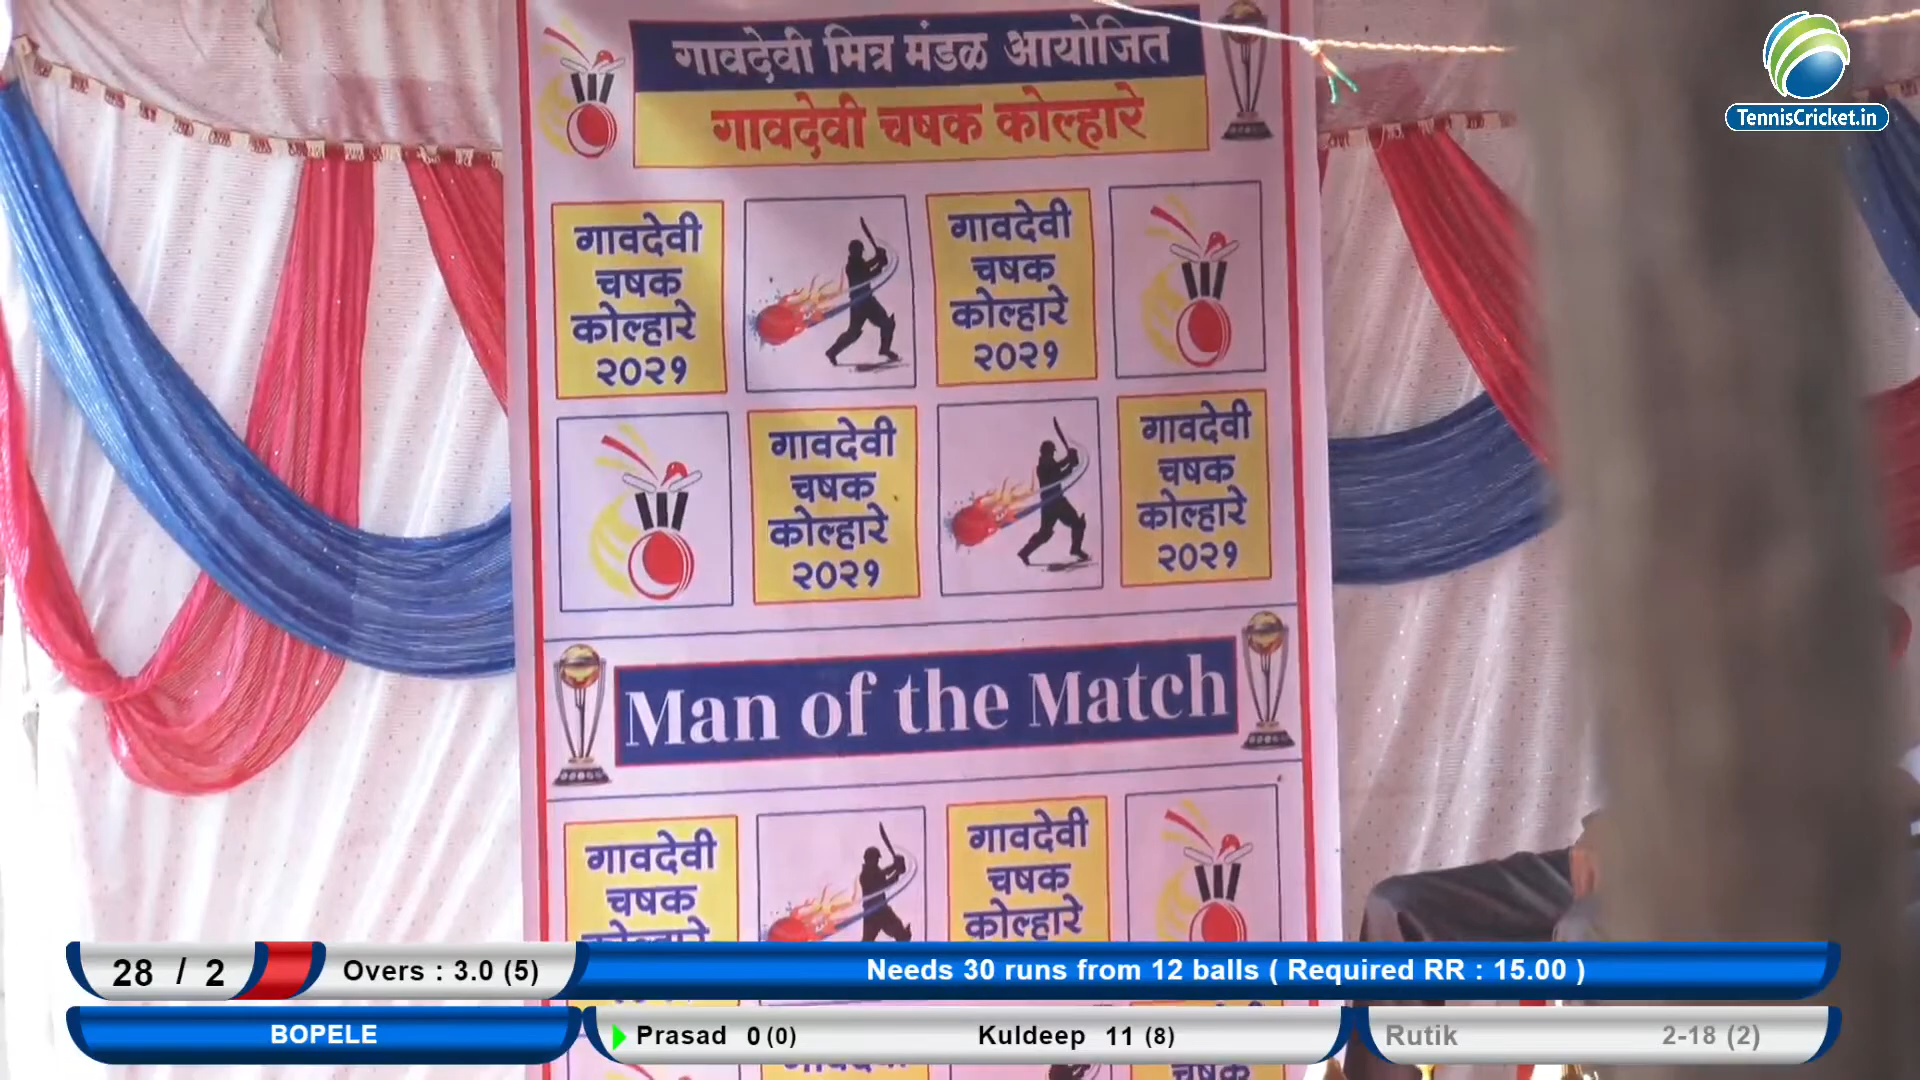 गावदेवी मित्र मंडळ आयोजित
गावदेवी चषक कोल्हारे
TennisCricket.in
गावदेवी
चषक
कोल्हारे
२०२१
गावदेवी
चषक
कोल्हारे
२०२१
गावदेवी
चषक
कोल्हारे
२०२१
गावदेवी
चषक
कोल्हारे
२०२१
Man of the Match
गावदेवी
चषक
कोल्हारे
गावदेवी
चषक
कोल्हारे
28 / 2
Overs : 3.0 (5)
Needs 30 runs from 12 balls ( Required RR : 15.00 )
BOPELE
Prasad 0 (0)
Kuldeep 11 (8)
Rutik 2-18 (2)
चषक